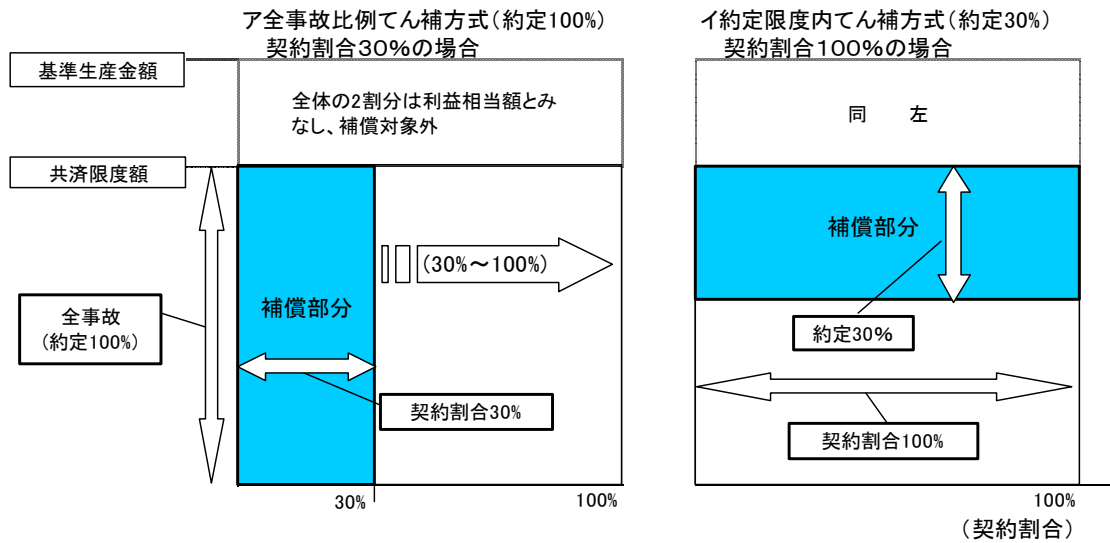 ア全事故比例てん補方式(約定100%)
契約割合30%の場合
イ約定限度内てん補方式(約定30%)
契約割合100%の場合
基準生産金額
全体の2割分は利益相当額とみ
なし、補償対象外
同 左
共済限度額
補償部分
(30%～100%)
全事故
(約定100%)
補償部分
約定30%
契約割合30%
契約割合100%
30%
100%
100%
(契約割合)